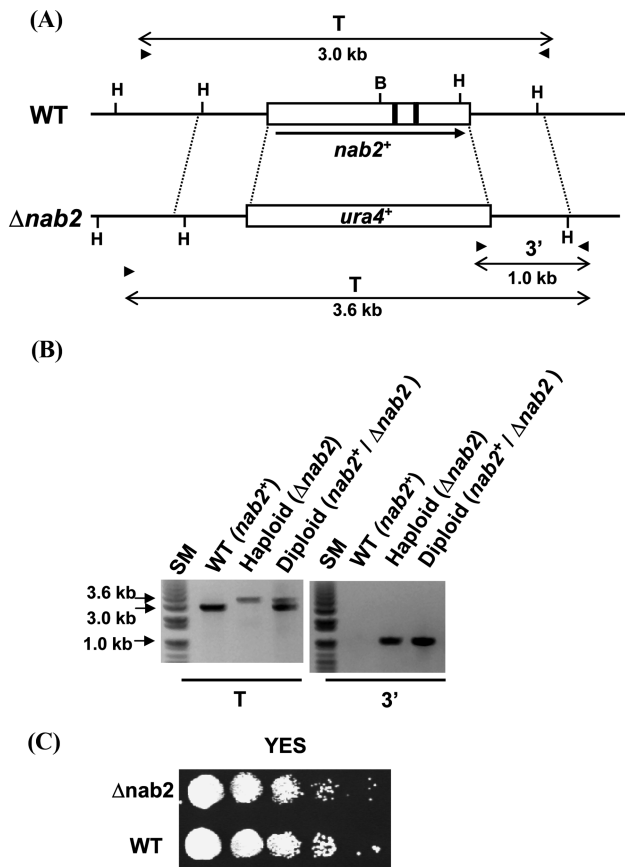 (A)
T
3.0 kb
H H B H H
WT
nab2+
Δnab2
ura4+
H H H
3’
1.0 kb
T
3.6 kb
(B)
SM WT (nab2+) Haploid (Δnab2) Diploid (nab2+ / Δnab2)
SM WT (nab2+) Haploid (Δnab2) Diploid (nab2+ / Δnab2)
3.6 kb
3.0 kb
1.0 kb
T 3’
(C)
YES
Δnab2
WT